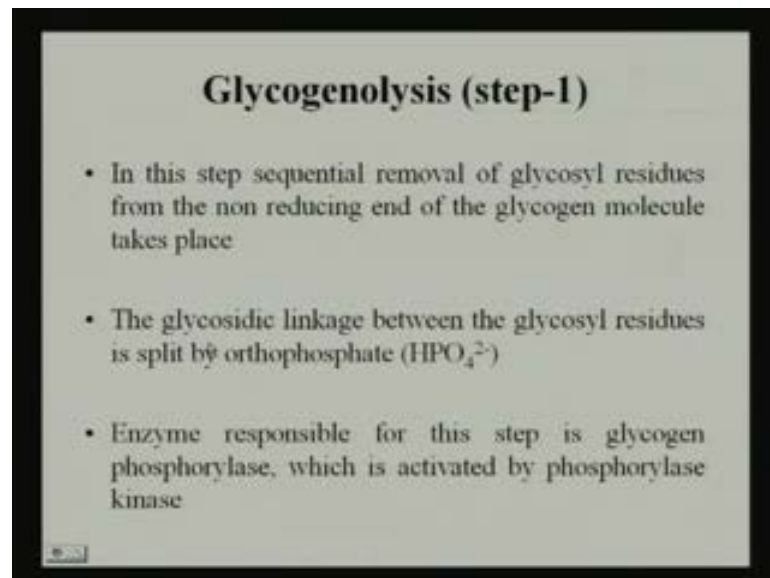 Glycogenolysis (step-1)
• In this step sequential removal of glycosyl residues
from the non reducing end of the glycogen molecule
takes place
• The glycosidic linkage between the glycosyl residues
is split by orthophosphate (HPO₄²⁻)
• Enzyme responsible for this step is glycogen
phosphorylase, which is activated by phosphorylase
kinase